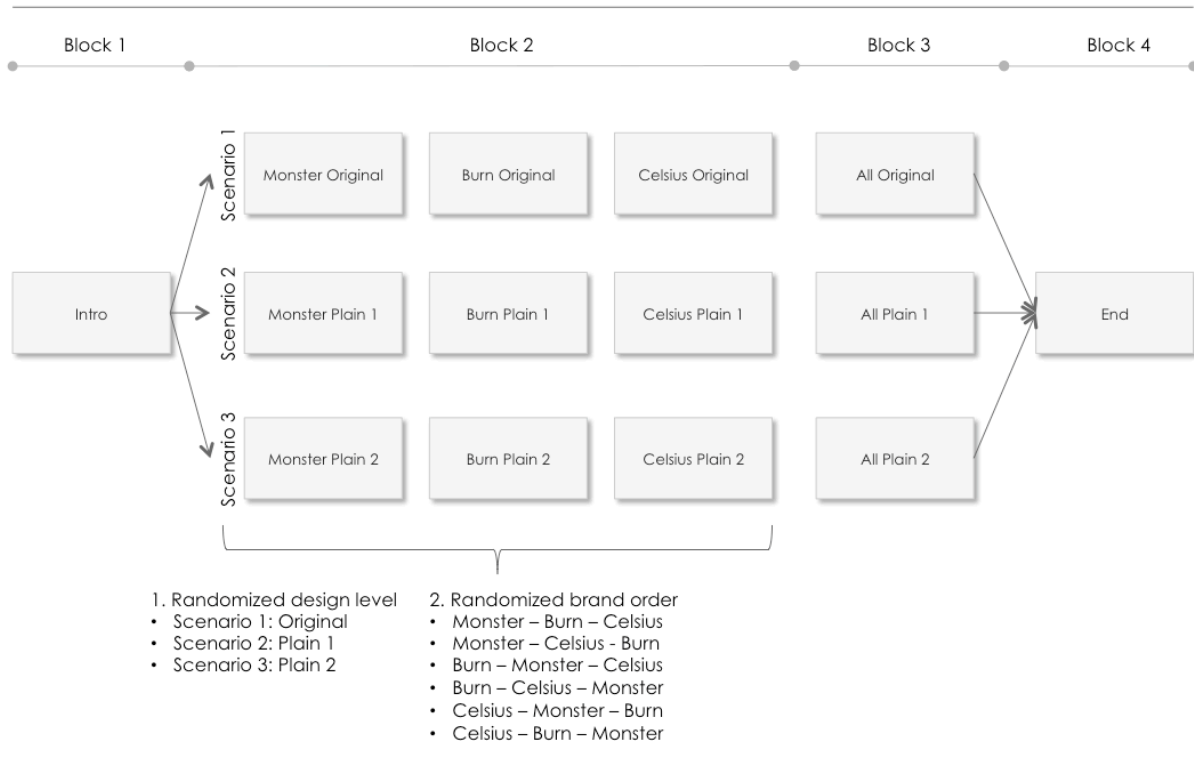 Block 1
Block 2
Block 3
Block 4
Scenario 1
Monster Original
Burn Original
Celsius Original
All Original
Intro
Scenario 2
Monster Plain 1
Burn Plain 1
Celsius Plain 1
All Plain 1
End
Scenario 3
Monster Plain 2
Burn Plain 2
Celsius Plain 2
All Plain 2
1. Randomized design level
• Scenario 1: Original
• Scenario 2: Plain 1
• Scenario 3: Plain 2
2. Randomized brand order
• Monster – Burn – Celsius
• Monster – Celsius - Burn
• Burn – Monster – Celsius
• Burn – Celsius – Monster
• Celsius – Monster – Burn
• Celsius – Burn – Monster